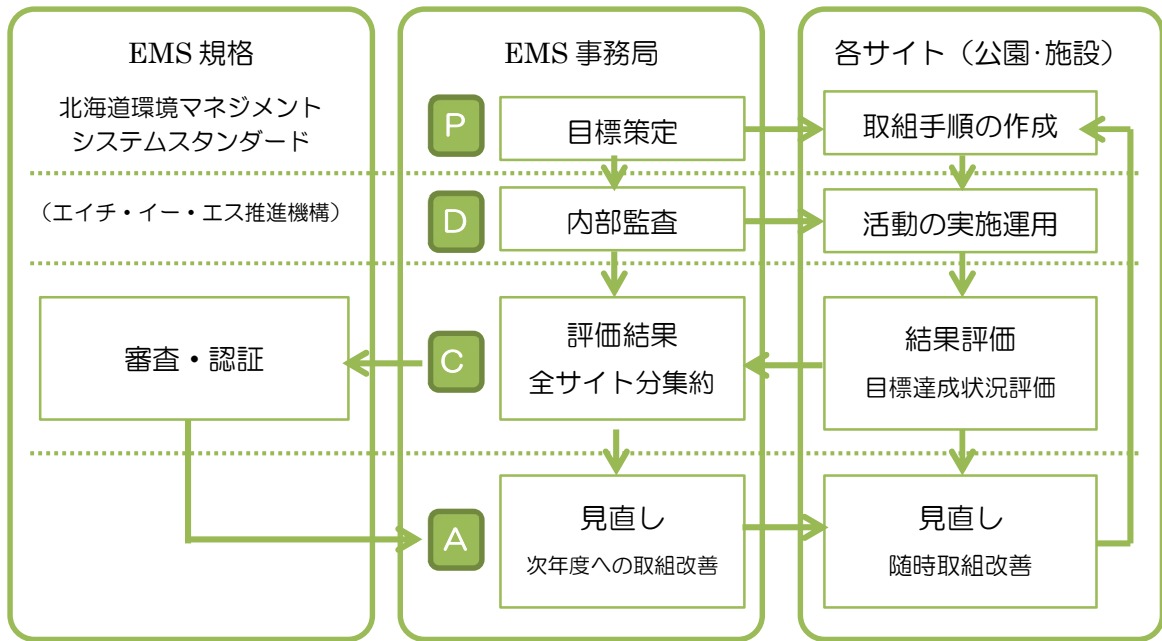 EMS 規格
北海道環境マネジメント
システムスタンダード
（エイチ・イー・エス推進機構）
審査・認証
EMS 事務局
P
目標策定
D
内部監査
C
評価結果
全サイト分集約
A
見直し
次年度への取組改善
各サイト（公園･施設）
取組手順の作成
活動の実施運用
結果評価
目標達成状況評価
見直し
随時取組改善